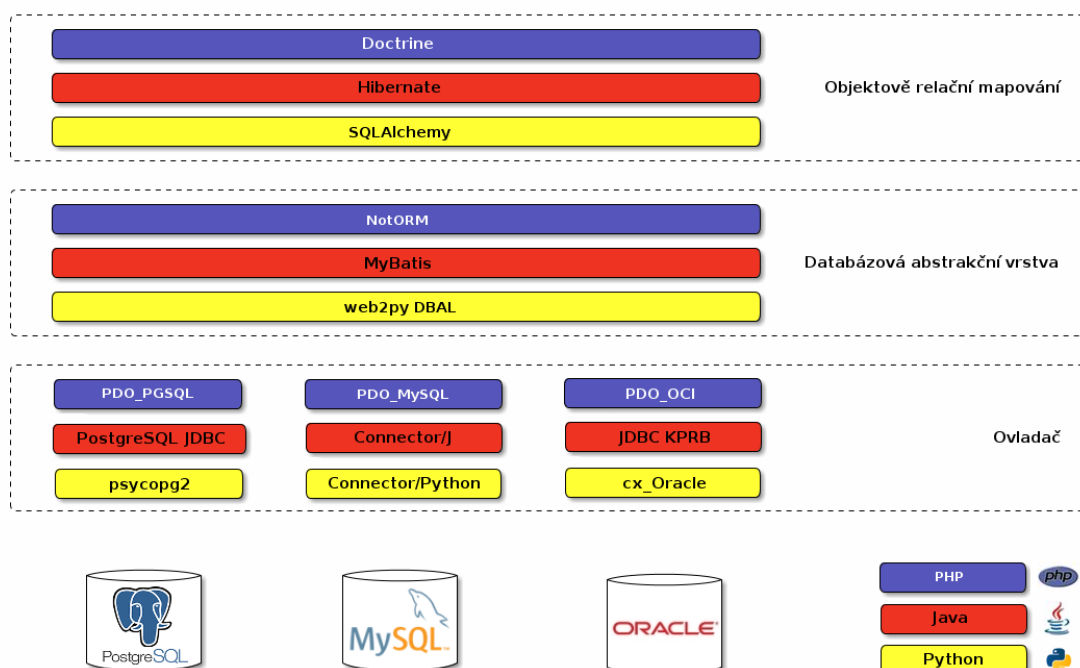 Doctrine
Hibernate
Objektově relační mapování
SQLAlchemy
NotORM
MyBatis
Databázová abstrakční vrstva
web2py DBAL
PDO_PGSQL
PDO_MySQL
PDO_OCI
PostgreSQL JDBC
Connector/J
JDBC KPRB
Ovladač
psycopg2
Connector/Python
cx_Oracle
PostgreSQL
MySQL
ORACLE
PHP
php
Java
Python